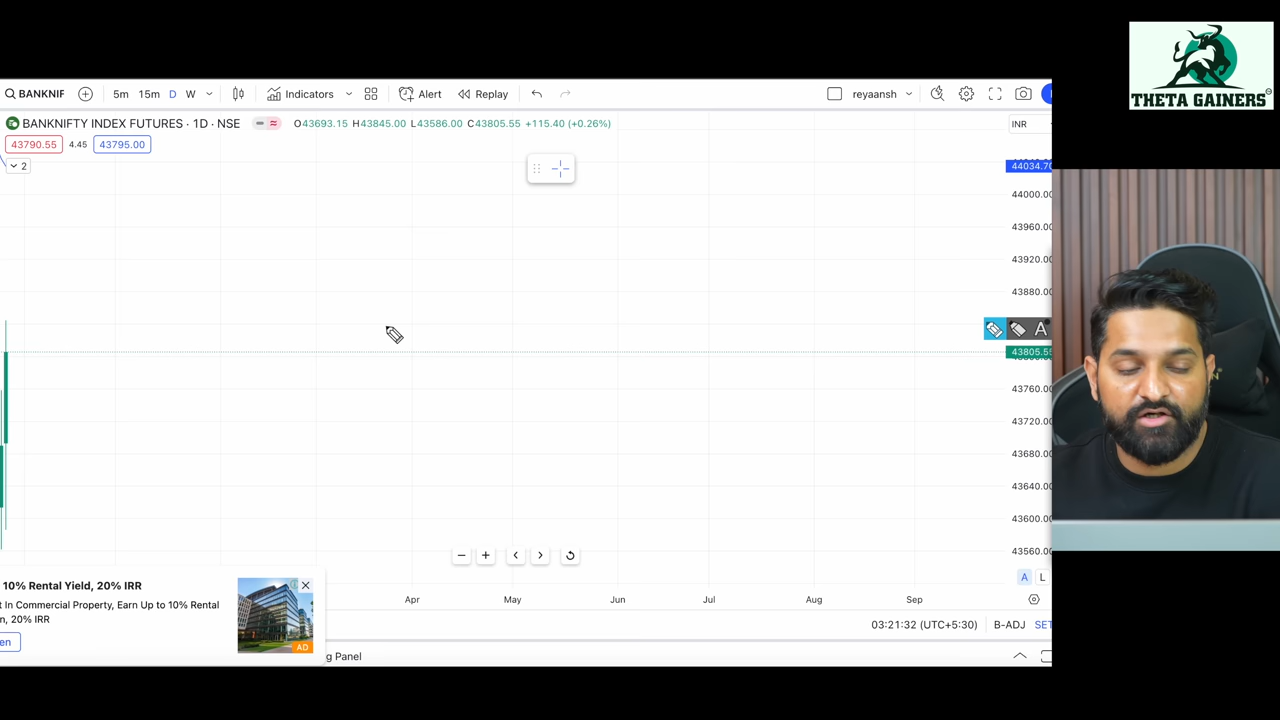 THETA GAINERS
BANKNIF 5m 15m D W Indicators Alert Replay reyaansh
BANKNIFTY INDEX FUTURES · 1D · NSE O43693.15 H43845.00 L43586.00 C43805.55 +115.40 (+0.26%)
INR
43790.55 4.45 43795.00
2
44034.70
44000.00
43960.00
43920.00
43880.00
A
43805.55
43760.00
43720.00
43680.00
43640.00
43600.00
43560.00
A L
10% Rental Yield, 20% IRR
t In Commercial Property, Earn Up to 10% Rental
n, 20% IRR
en
AD
Apr May Jun Jul Aug Sep
03:21:32 (UTC+5:30) B-ADJ SET
g Panel